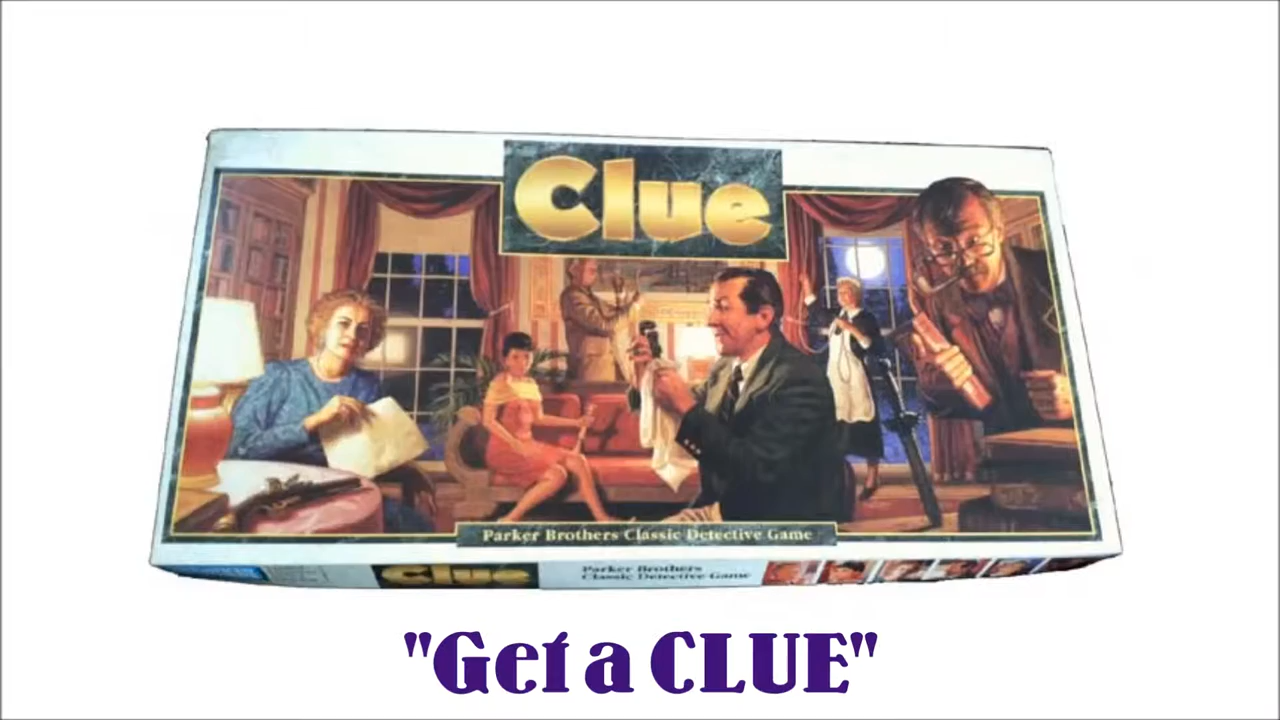 Clue
Parker Brothers Classic Detective Game
Clue
Parker Brothers
Classic Detective Game
"Get a CLUE"